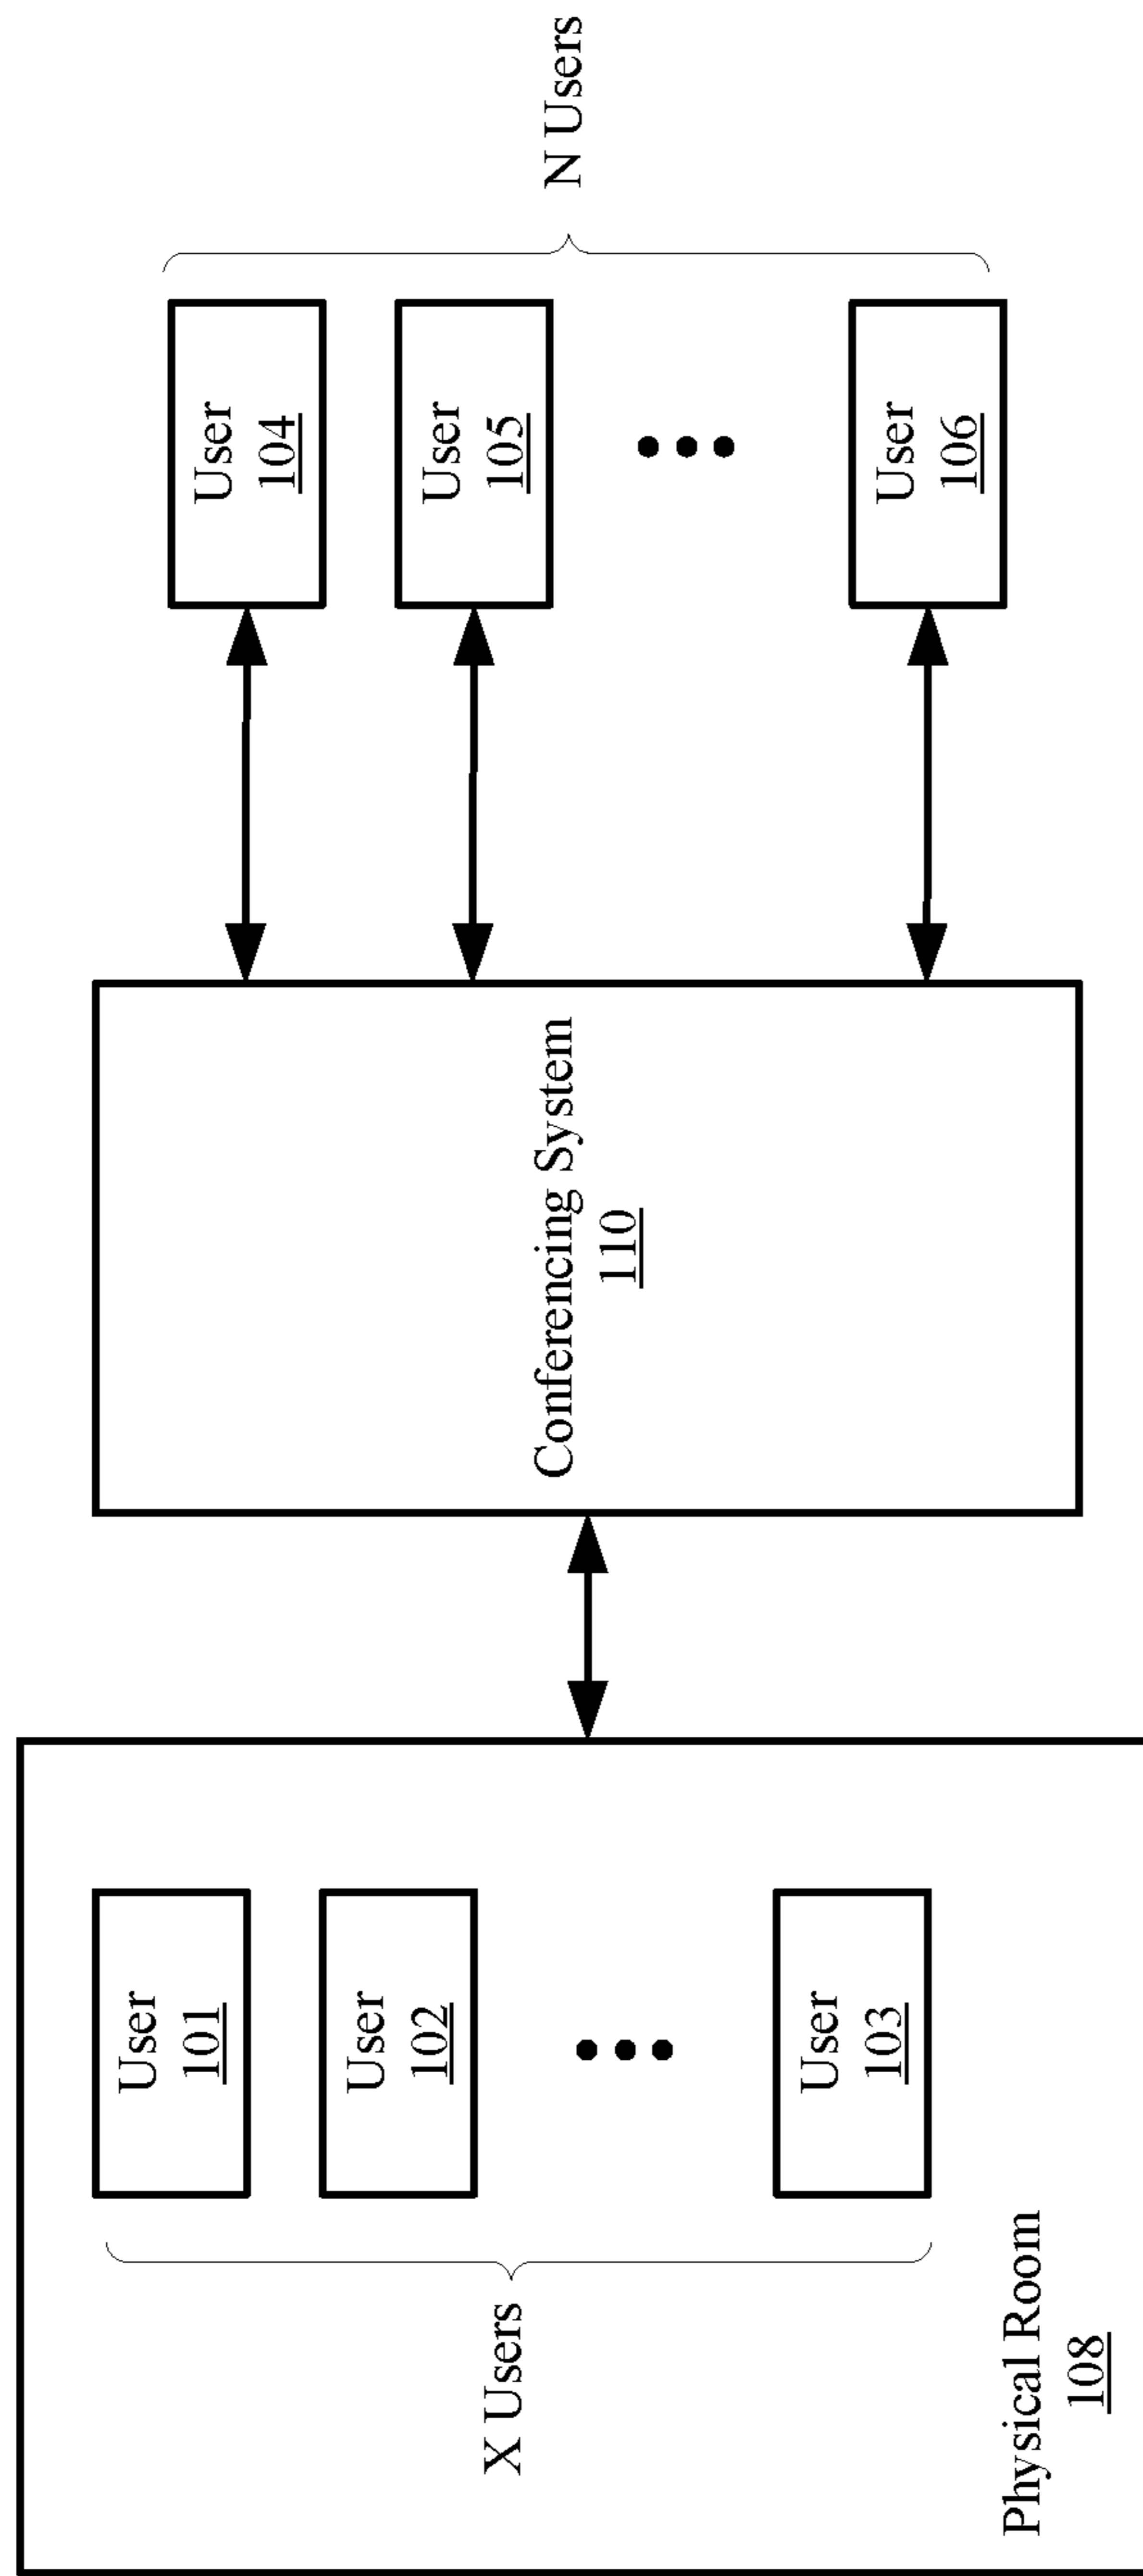 X Users
User
101
User
102
User
103
Physical Room
108
Conferencing System
110
User
104
User
105
User
106
N Users